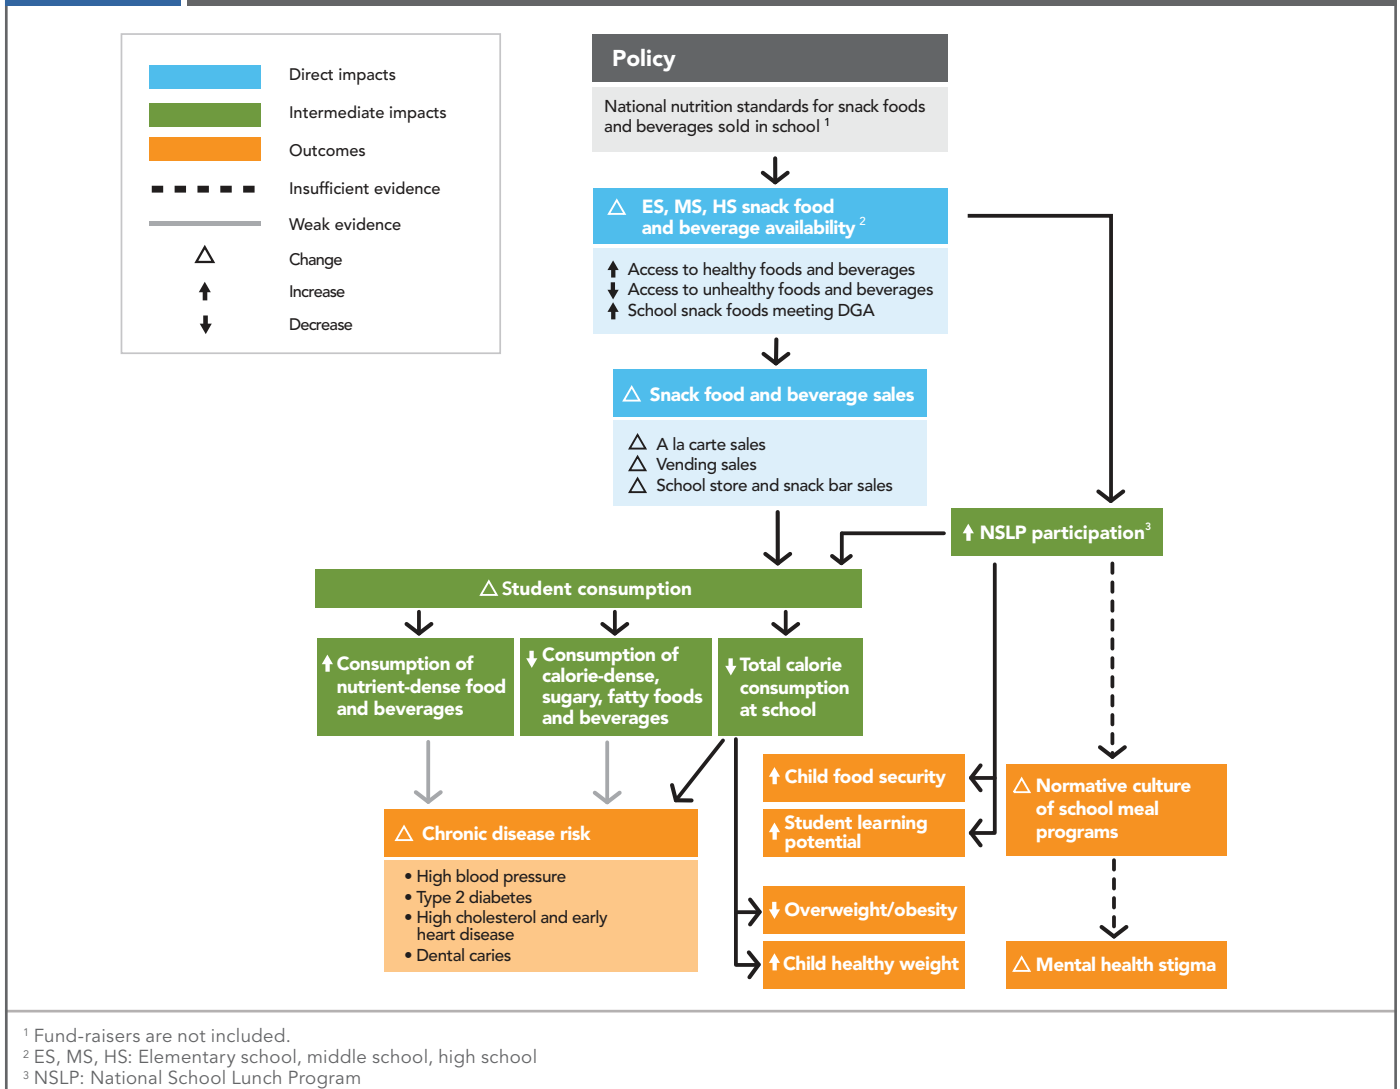 Direct impacts
Intermediate impacts
Outcomes
Insufficient evidence
Weak evidence
Change
Increase
Decrease
Policy
National nutrition standards for snack foods
and beverages sold in school ¹
ES, MS, HS snack food
and beverage availability ²
Access to healthy foods and beverages
Access to unhealthy foods and beverages
School snack foods meeting DGA
Snack food and beverage sales
A la carte sales
Vending sales
School store and snack bar sales
NSLP participation³
Student consumption
Consumption of
nutrient-dense food
and beverages
Consumption of
calorie-dense,
sugary, fatty foods
and beverages
Total calorie
consumption
at school
Child food security
Student learning
potential
Normative culture
of school meal
programs
Chronic disease risk
• High blood pressure
• Type 2 diabetes
• High cholesterol and early
heart disease
• Dental caries
Overweight/obesity
Child healthy weight
Mental health stigma
¹ Fund-raisers are not included.
² ES, MS, HS: Elementary school, middle school, high school
³ NSLP: National School Lunch Program